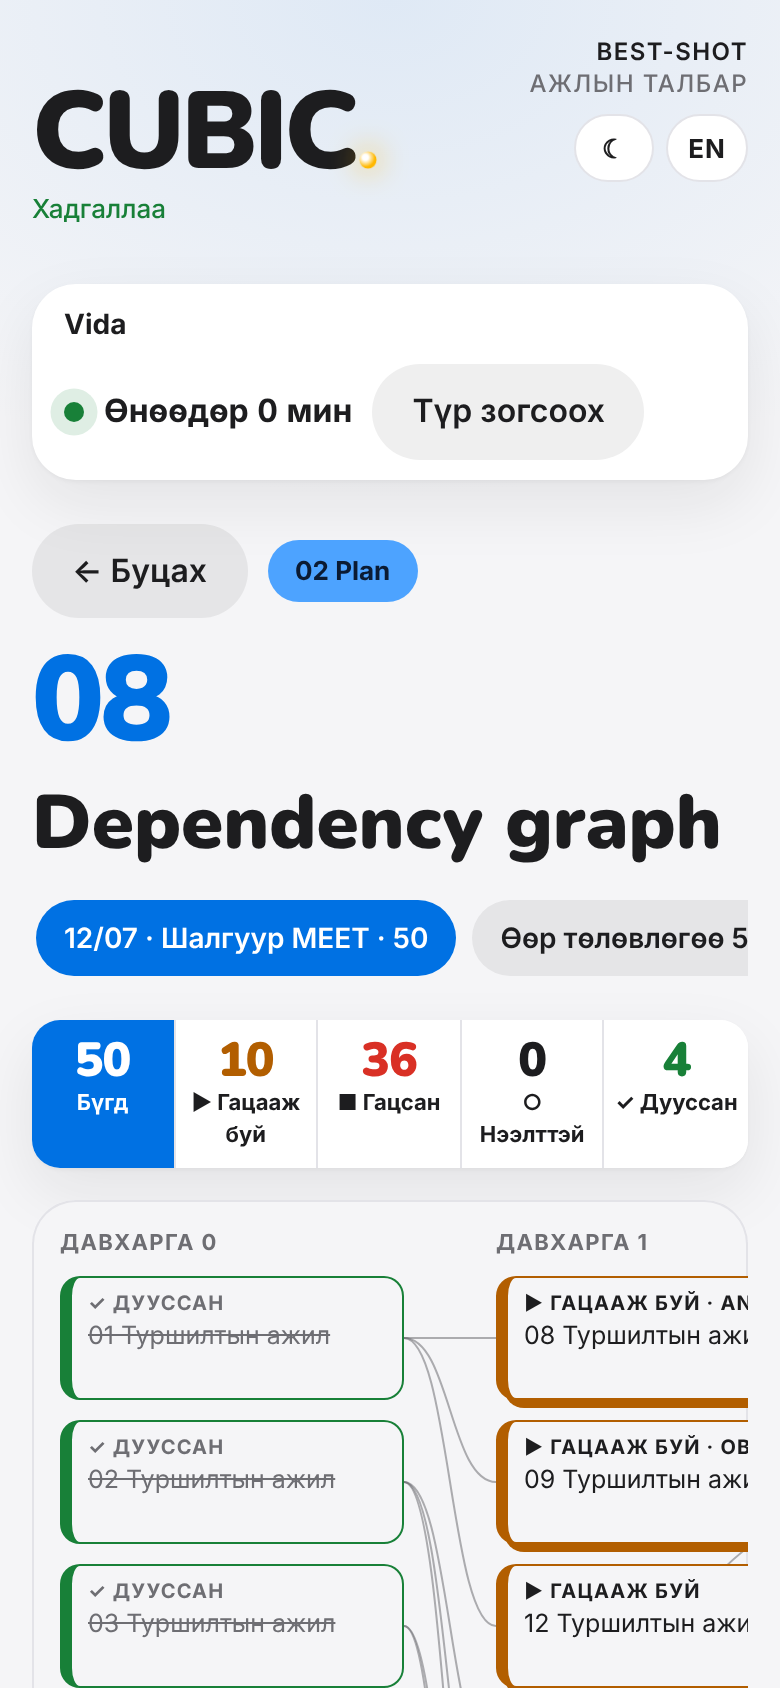 BEST-SHOT
АЖЛЫН ТАЛБАР
CUBIC.
☾ EN
Хадгаллаа
Vida
Өнөөдөр 0 мин
Түр зогсоох
← Буцах
02 Plan
08
Dependency graph
12/07 · Шалгуур MEET · 50
Өөр төлөвлөгөө 5
50
Бүгд
10
▶ Гацааж
буй
36
■ Гацсан
0
○
Нээлттэй
4
✓ Дууссан
ДАВХАРГА 0
ДАВХАРГА 1
✓ ДУУССАН
01 Туршилтын ажил
▶ ГАЦААЖ БУЙ · AN
08 Туршилтын ажи
✓ ДУУССАН
02 Туршилтын ажил
▶ ГАЦААЖ БУЙ · OB
09 Туршилтын ажи
✓ ДУУССАН
03 Туршилтын ажил
▶ ГАЦААЖ БУЙ
12 Туршилтын ажи